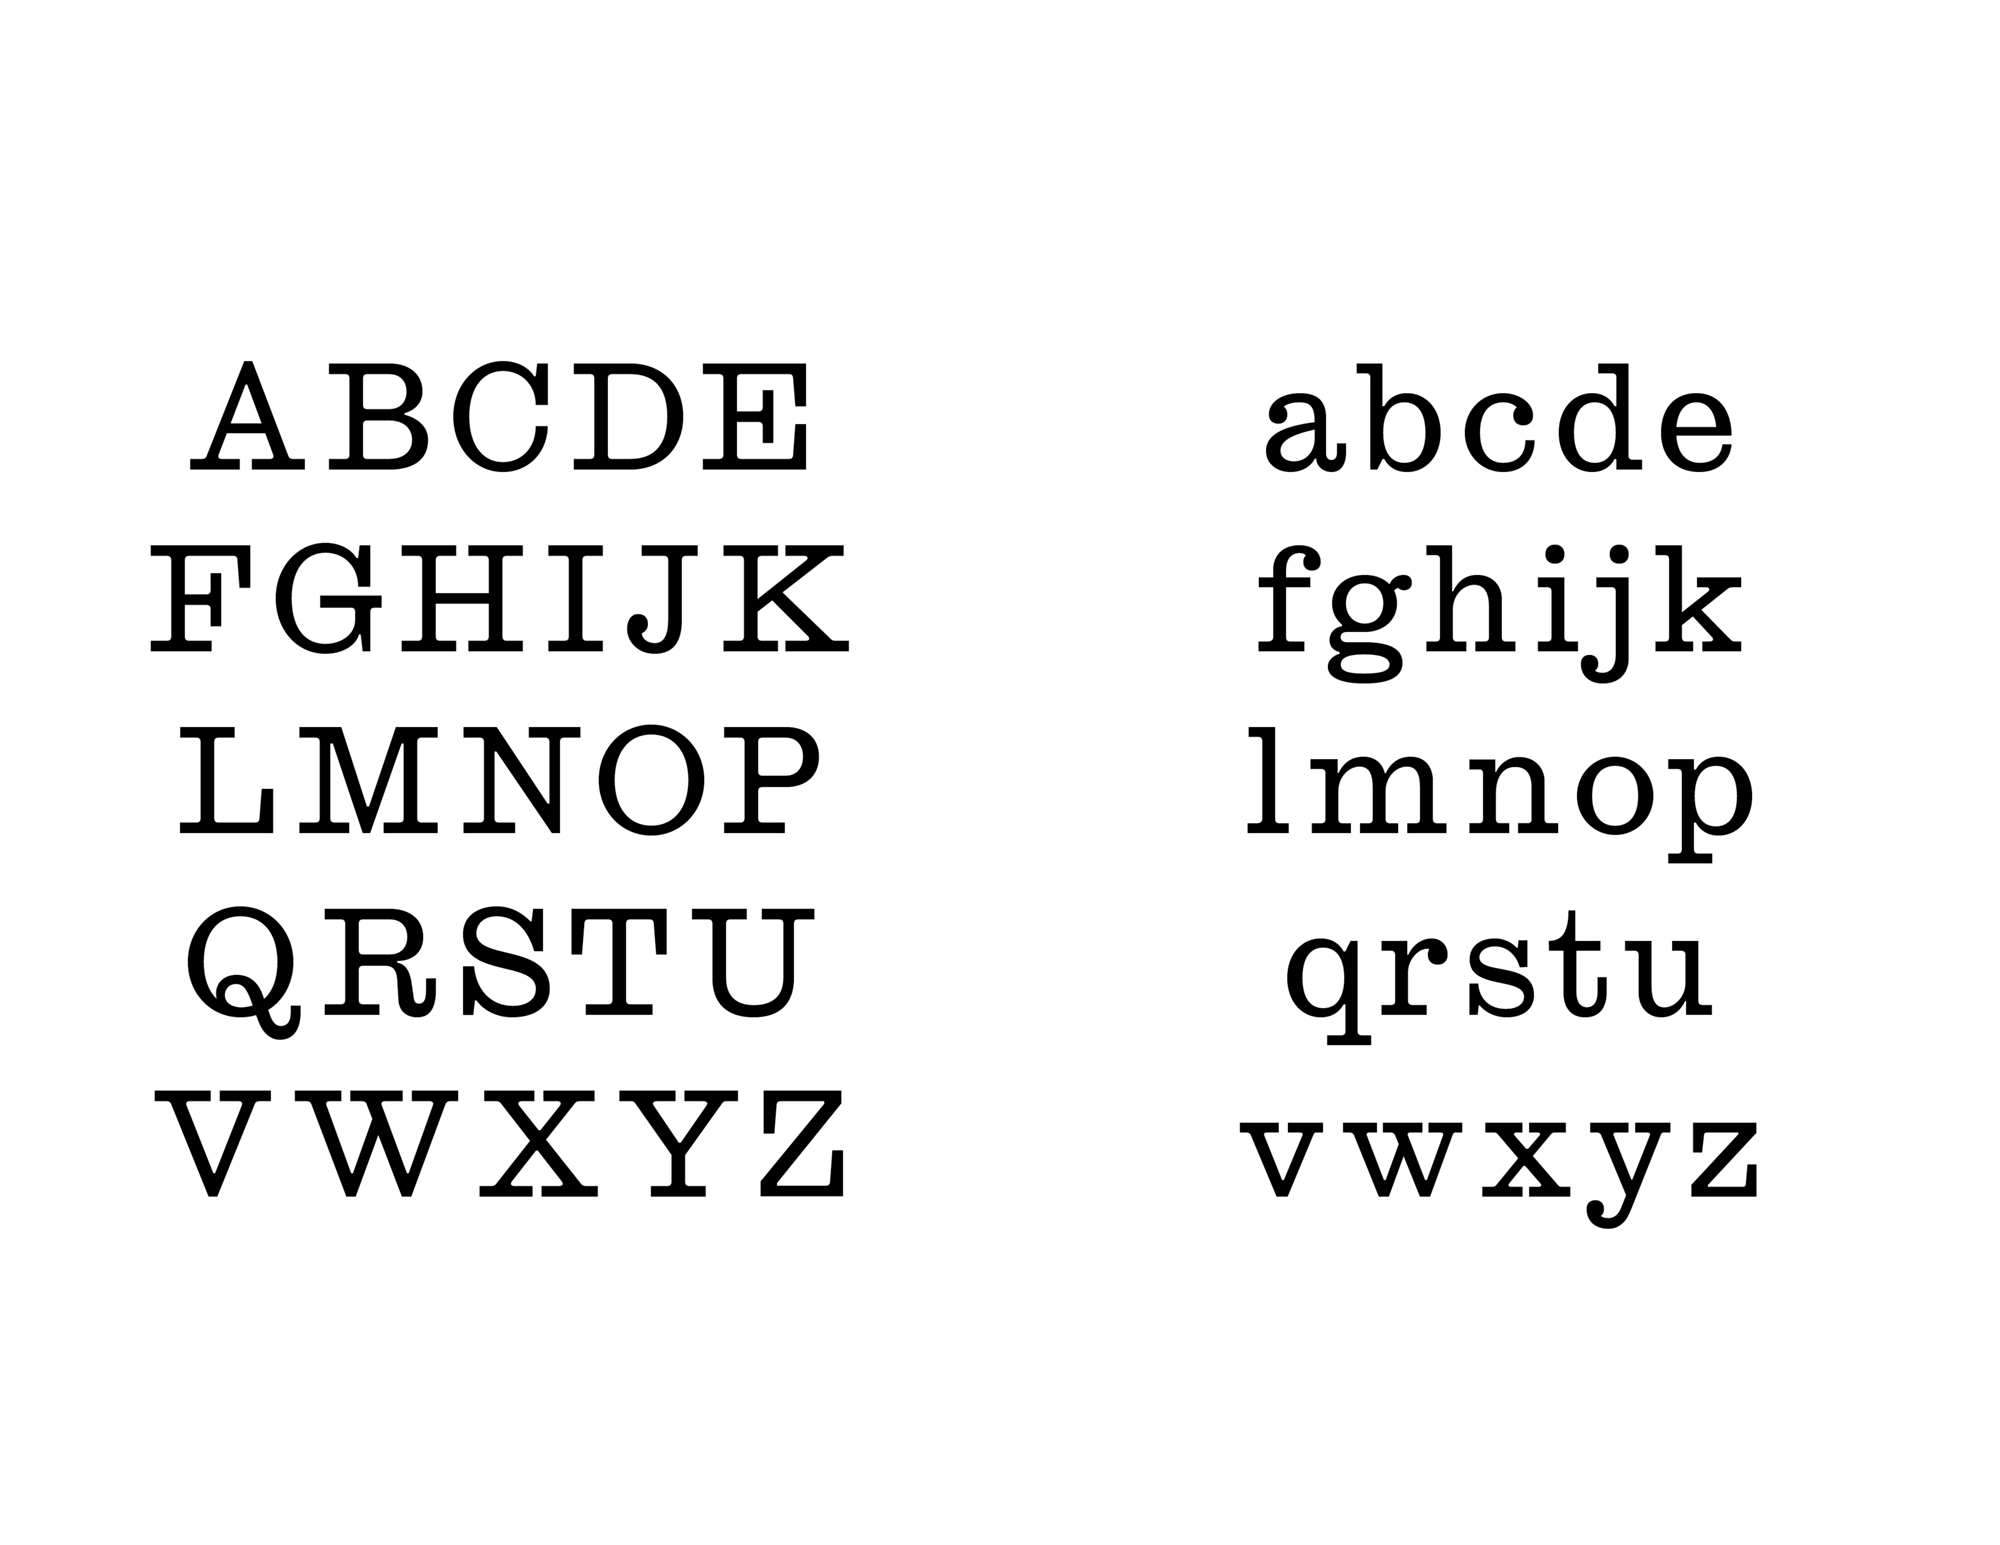 ABCDE
FGHIJK
LMNOP
QRSTU
VWXYZ
abcde
fghijk
lmnop
qrstu
vwxyz